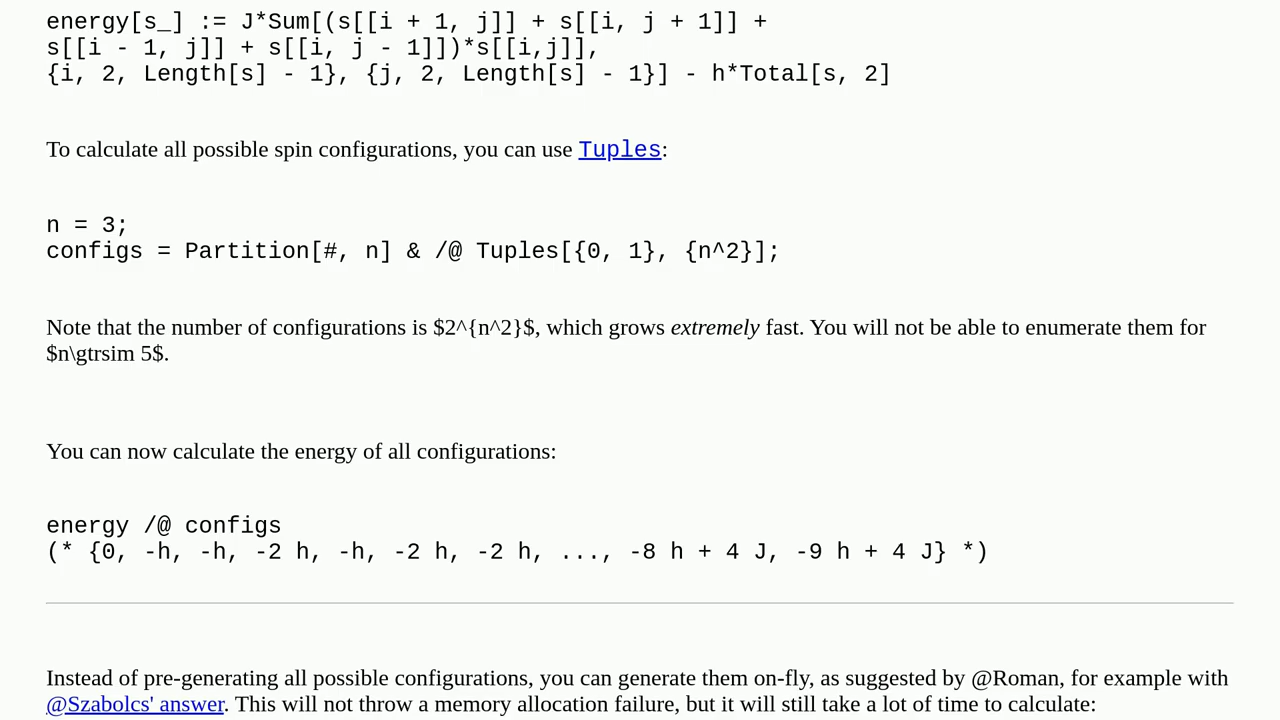 energy[s_] := J*Sum[(s[[i + 1, j]] + s[[i, j + 1]] +
s[[i - 1, j]] + s[[i, j - 1]])*s[[i,j]],
{i, 2, Length[s] - 1}, {j, 2, Length[s] - 1}] - h*Total[s, 2]
To calculate all possible spin configurations, you can use Tuples:
n = 3;
configs = Partition[#, n] & /@ Tuples[{0, 1}, {n^2}];
Note that the number of configurations is $2^{n^2}$, which grows extremely fast. You will not be able to enumerate them for
$n\gtrsim 5$.
You can now calculate the energy of all configurations:
energy /@ configs
(* {0, -h, -h, -2 h, -h, -2 h, -2 h, ..., -8 h + 4 J, -9 h + 4 J} *)
Instead of pre-generating all possible configurations, you can generate them on-fly, as suggested by @Roman, for example with
@Szabolcs' answer. This will not throw a memory allocation failure, but it will still take a lot of time to calculate: